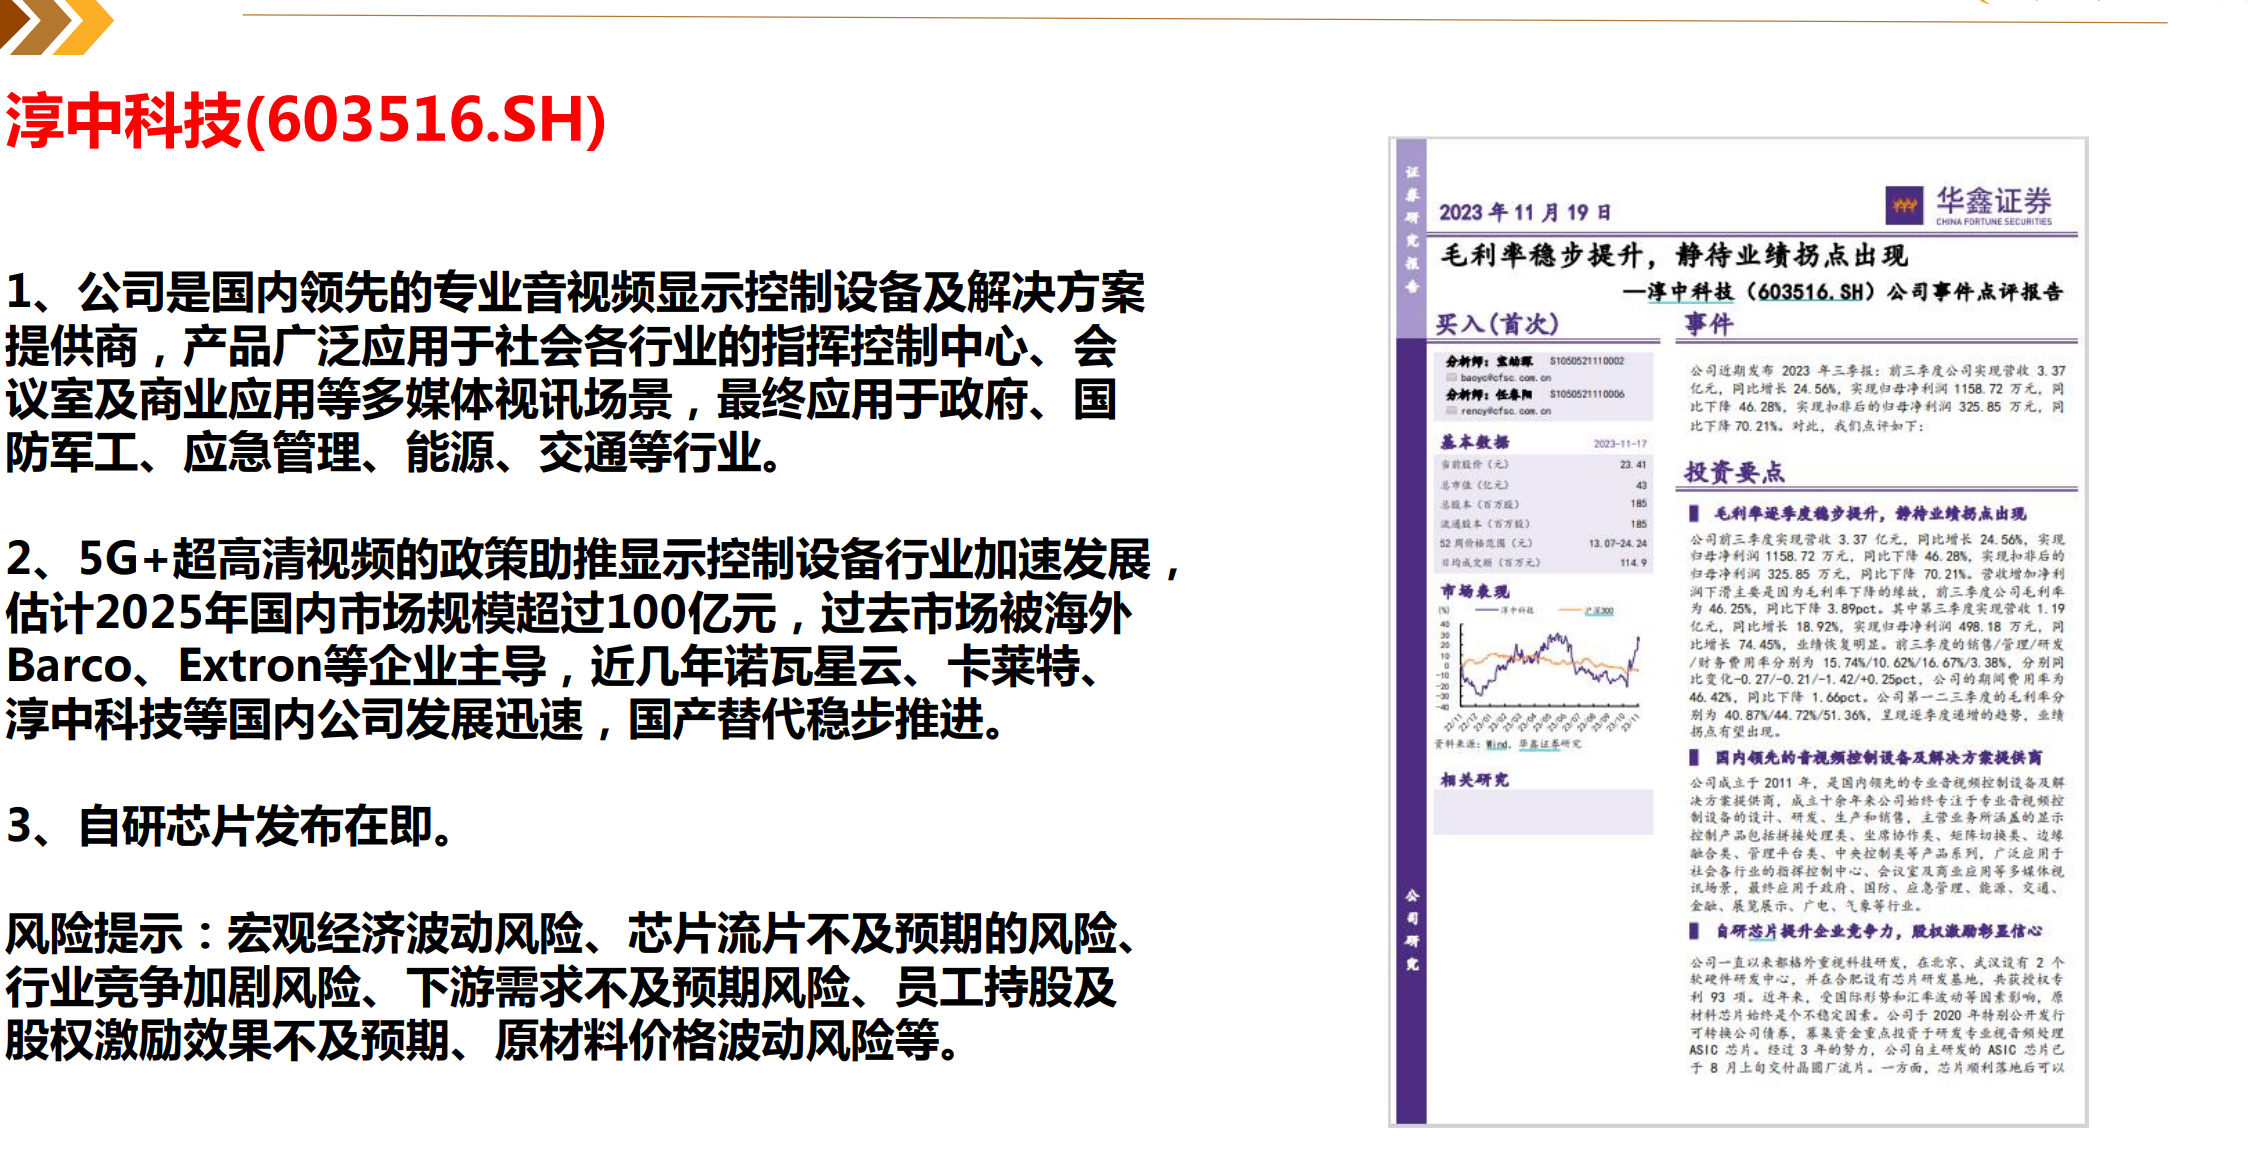 淳中科技(603516.SH)
1、公司是国内领先的专业音视频显示控制设备及解决方案
提供商，产品广泛应用于社会各行业的指挥控制中心、会
议室及商业应用等多媒体视讯场景，最终应用于政府、国
防军工、应急管理、能源、交通等行业。
2、5G+超高清视频的政策助推显示控制设备行业加速发展，
估计2025年国内市场规模超过100亿元，过去市场被海外
Barco、Extron等企业主导，近几年诺瓦星云、卡莱特、
淳中科技等国内公司发展迅速，国产替代稳步推进。
3、自研芯片发布在即。
风险提示：宏观经济波动风险、芯片流片不及预期的风险、
行业竞争加剧风险、下游需求不及预期风险、员工持股及
股权激励效果不及预期、原材料价格波动风险等。
证券研究报告
2023 年 11 月 19 日
华鑫证券
CHINA FORTUNE SECURITIES
毛利率稳步提升，静待业绩拐点出现
—淳中科技（603516.SH）公司事件点评报告
买入(首次)
分析师：宝幼琛 S1050521110002
baoyc@cfsc.com.cn
分析师：任春阳 S1050521110006
rency@cfsc.com.cn
基本数据 2023-11-17
当前股价（元） 23.41
总市值（亿元） 43
总股本（百万股） 185
流通股本（百万股） 185
52 周价格范围（元） 13.07-24.24
日均成交额（百万元） 114.9
市场表现
(%) 淳中科技 沪深300
40
30
20
10
0
-10
-20
-30
-40
22/11 22/12 23/01 23/02 23/03 23/04 23/05 23/06 23/07 23/08 23/09 23/10 23/11
资料来源：Wind，华鑫证券研究
相关研究
事件
公司近期发布 2023 年三季报：前三季度公司实现营收 3.37
亿元，同比增长 24.56%，实现归母净利润 1158.72 万元，同
比下降 46.28%，实现扣非后的归母净利润 325.85 万元，同
比下降 70.21%。对此，我们点评如下：
投资要点
毛利率逐季度稳步提升，静待业绩拐点出现
公司前三季度实现营收 3.37 亿元，同比增长 24.56%，实现
归母净利润 1158.72 万元，同比下降 46.28%，实现扣非后的
归母净利润 325.85 万元，同比下降 70.21%。营收增加净利
润下滑主要是因为毛利率下降的缘故，前三季度公司毛利率
为 46.25%，同比下降 3.89pct。其中第三季度实现营收 1.19
亿元，同比增长 18.92%，实现归母净利润 498.18 万元，同
比增长 74.45%，业绩恢复明显。前三季度的销售/管理/研发
/财务费用率分别为 15.74%/10.62%/16.67%/3.38%，分别同
比变化-0.27/-0.21/-1.42/+0.25pct，公司的期间费用率为
46.42%，同比下降 1.66pct。公司第一二三季度的毛利率分
别为 40.87%/44.72%/51.36%，呈现逐季度递增的趋势，业绩
拐点有望出现。
国内领先的音视频控制设备及解决方案提供商
公司成立于 2011 年，是国内领先的专业音视频控制设备及解
决方案提供商，成立十余年来公司始终专注于专业音视频控
制设备的设计、研发、生产和销售，主营业务所涵盖的显示
控制产品包括拼接处理类、坐席协作类、矩阵切换类、边缘
融合类、管理平台类、中央控制类等产品系列，广泛应用于
社会各行业的指挥控制中心、会议室及商业应用等多媒体视
讯场景，最终应用于政府、国防、应急管理、能源、交通、
金融、展览展示、广电、气象等行业。
自研芯片提升企业竞争力，股权激励彰显信心
公司一直以来都格外重视科技研发，在北京、武汉设有 2 个
软硬件研发中心，并在合肥设有芯片研发基地，共获授权专
利 93 项。近年来，受国际形势和汇率波动等因素影响，原
材料芯片始终是个不稳定因素。公司于 2020 年特别公开发行
可转换公司债券，募集资金重点投资于研发专业视音频处理
ASIC 芯片。经过 3 年的努力，公司自主研发的 ASIC 芯片已
于 8 月上旬交付晶圆厂流片。一方面，芯片顺利落地后可以
公司研究